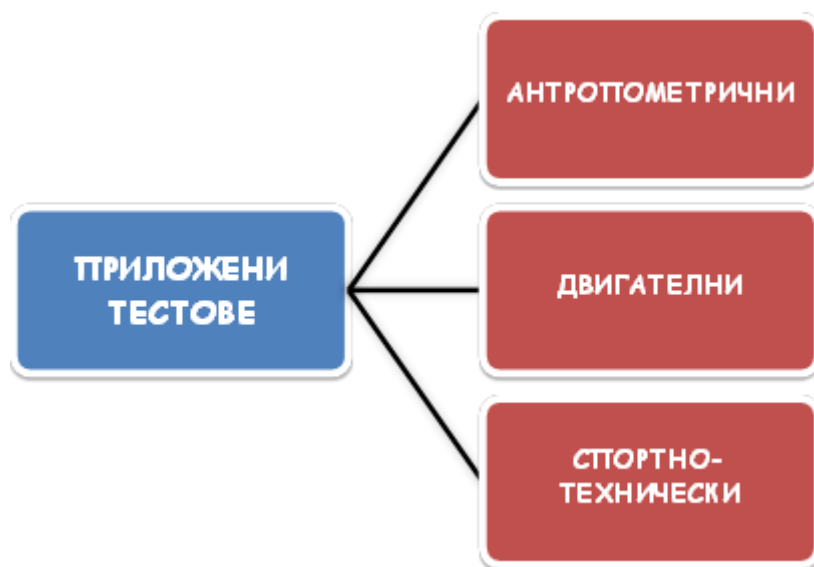 ПРИЛОЖЕНИ
ТЕСТОВЕ
АНТРОПОМЕТРИЧНИ
ДВИГАТЕЛНИ
СПОРТНО-
ТЕХНИЧЕСКИ